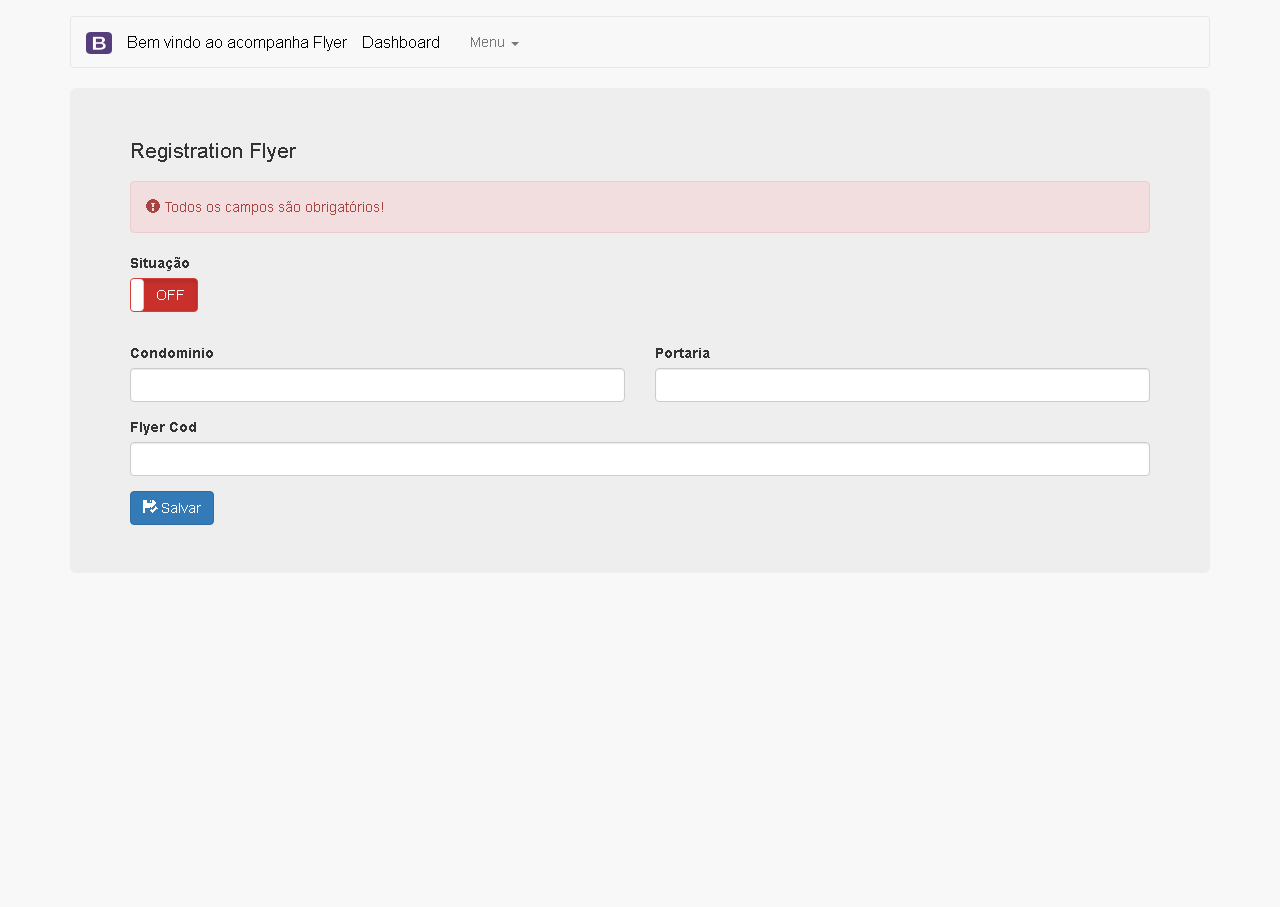 B Bem vindo ao acompanha Flyer Dashboard Menu
Registration Flyer
Todos os campos são obrigatórios!
Situação
OFF
Condominio Portaria
Flyer Cod
Salvar